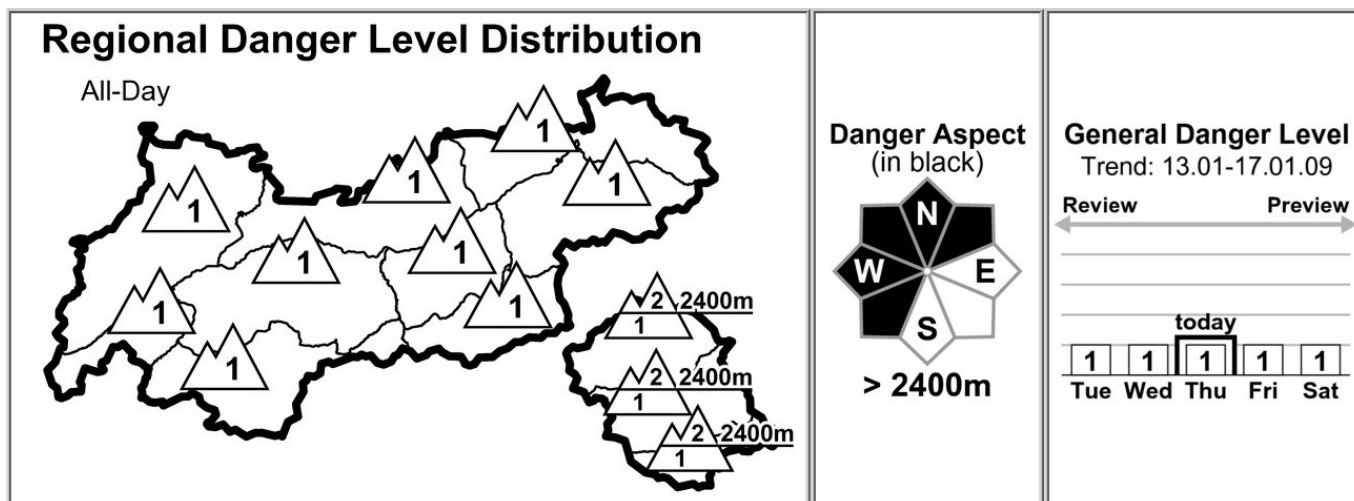 Regional Danger Level Distribution
All-Day
1
1
1
1
1
1
1
1
1
1
2 2400m
1
2 2400m
1
2 2400m
1
Danger Aspect
(in black)
N
W E
S
> 2400m
General Danger Level
Trend: 13.01-17.01.09
Review Preview
today
1 1 1 1 1
Tue Wed Thu Fri Sat